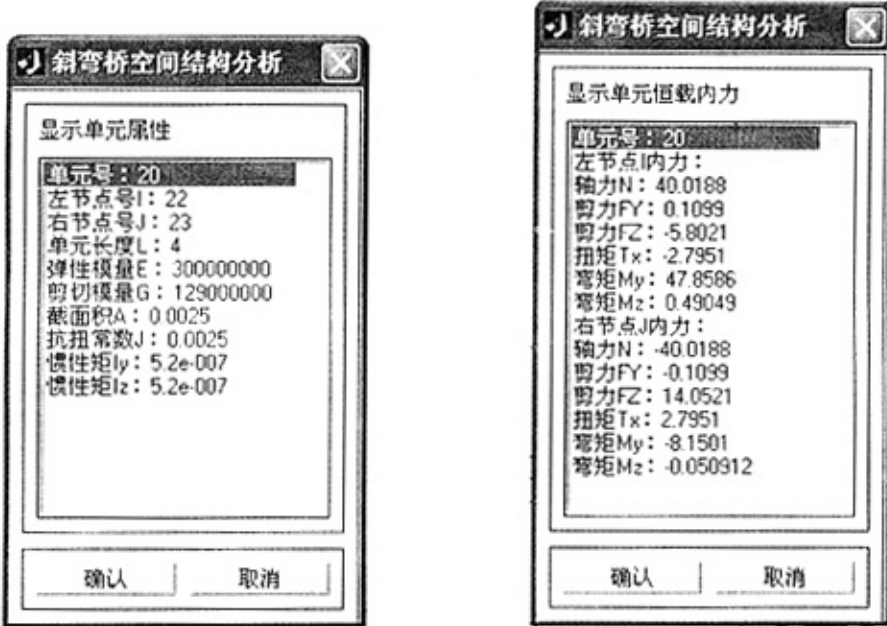 斜弯桥空间结构分析
显示单元属性
单元号：20
左节点号I：22
右节点号J：23
单元长度L：4
弹性模量E：300000000
剪切模量G：129000000
截面积A：0.0025
抗扭常数J：0.0025
惯性矩Iy：5.2e-007
惯性矩Iz：5.2e-007
确认
取消
斜弯桥空间结构分析
显示单元恒载内力
单元号：20
左节点I内力：
轴力N：40.0188
剪力FY：0.1099
剪力FZ：-5.8021
扭矩Tx：-2.7951
弯矩My：47.8586
弯矩Mz：0.49049
右节点J内力：
轴力N：-40.0188
剪力FY：-0.1099
剪力FZ：14.0521
扭矩Tx：2.7951
弯矩My：-8.1501
弯矩Mz：-0.050912
确认
取消